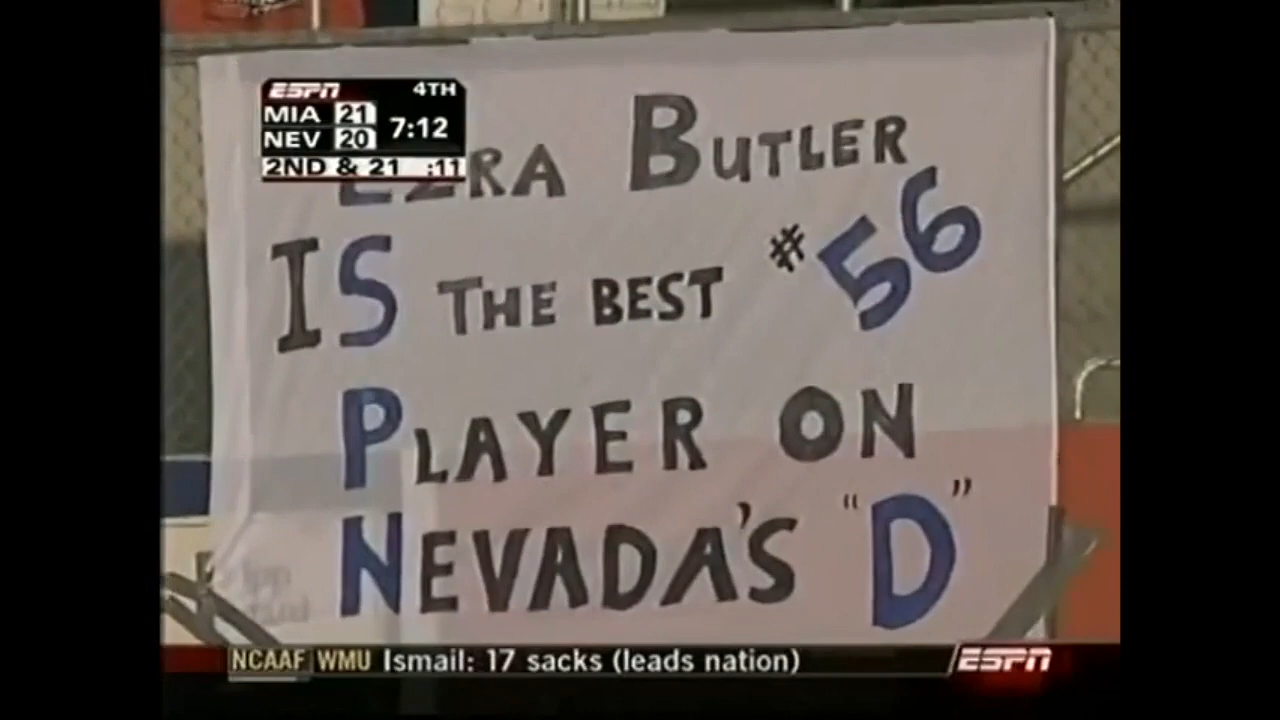 ESPN 4TH
MIA 21
NEV 20 7:12
2ND & 21 :11
EZRA BUTLER
IS THE BEST #56
PLAYER ON
NEVADA'S "D"
NCAAF WMU Ismail: 17 sacks (leads nation) ESPN